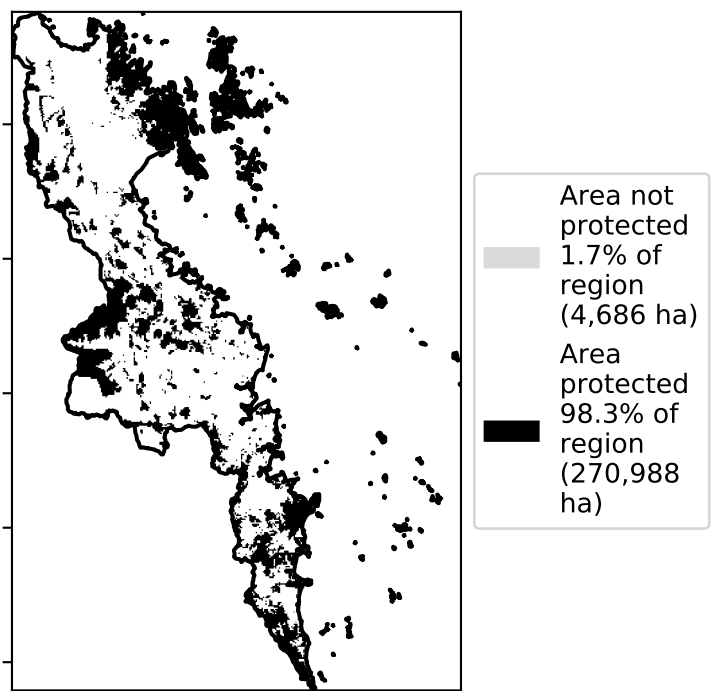 Area not
protected
1.7% of
region
(4,686 ha)
Area
protected
98.3% of
region
(270,988
ha)